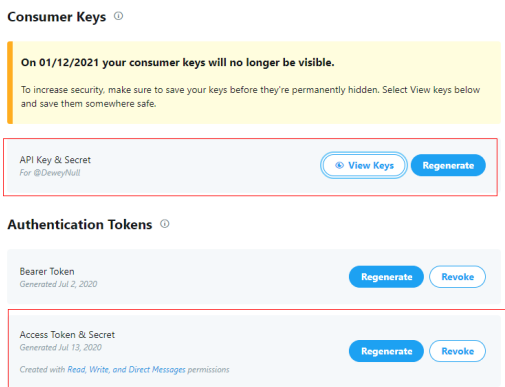 Consumer Keys
On 01/12/2021 your consumer keys will no longer be visible.
To increase security, make sure to save your keys before they're permanently hidden. Select View keys below
and save them somewhere safe.
API Key & Secret
For @DeweyNull
View Keys
Regenerate
Authentication Tokens
Bearer Token
Generated Jul 2, 2020
Regenerate
Revoke
Access Token & Secret
Generated Jul 13, 2020
Created with Read, Write, and Direct Messages permissions
Regenerate
Revoke